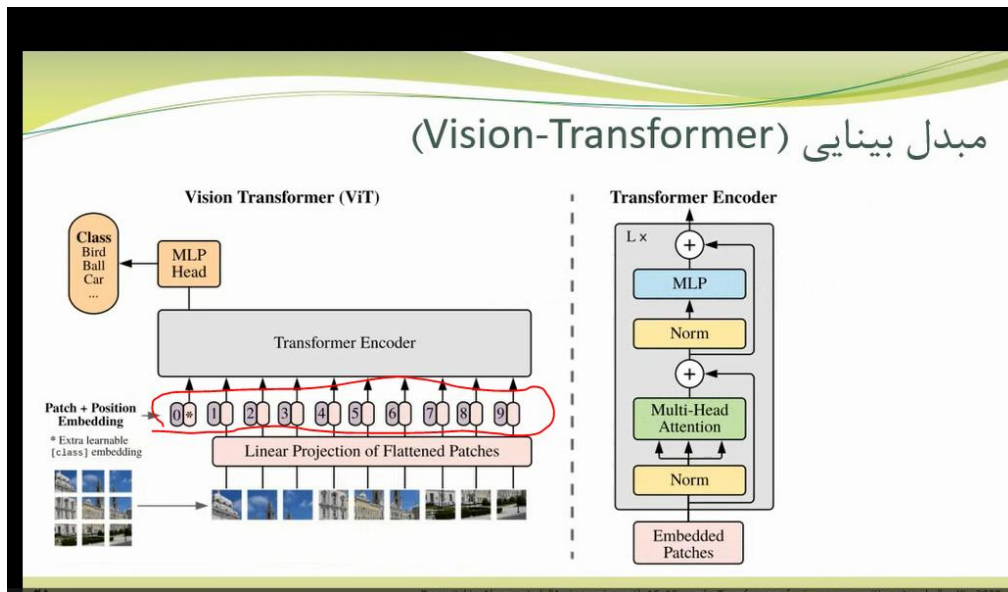 مبدل بینایی (Vision-Transformer)
Vision Transformer (ViT)
Class
Bird
Ball
Car
...
MLP
Head
Transformer Encoder
Patch + Position
Embedding
0 * 1 2 3 4 5 6 7 8 9
* Extra learnable
[class] embedding
Linear Projection of Flattened Patches
Transformer Encoder
L x
+
MLP
Norm
+
Multi-Head
Attention
Norm
Embedded
Patches